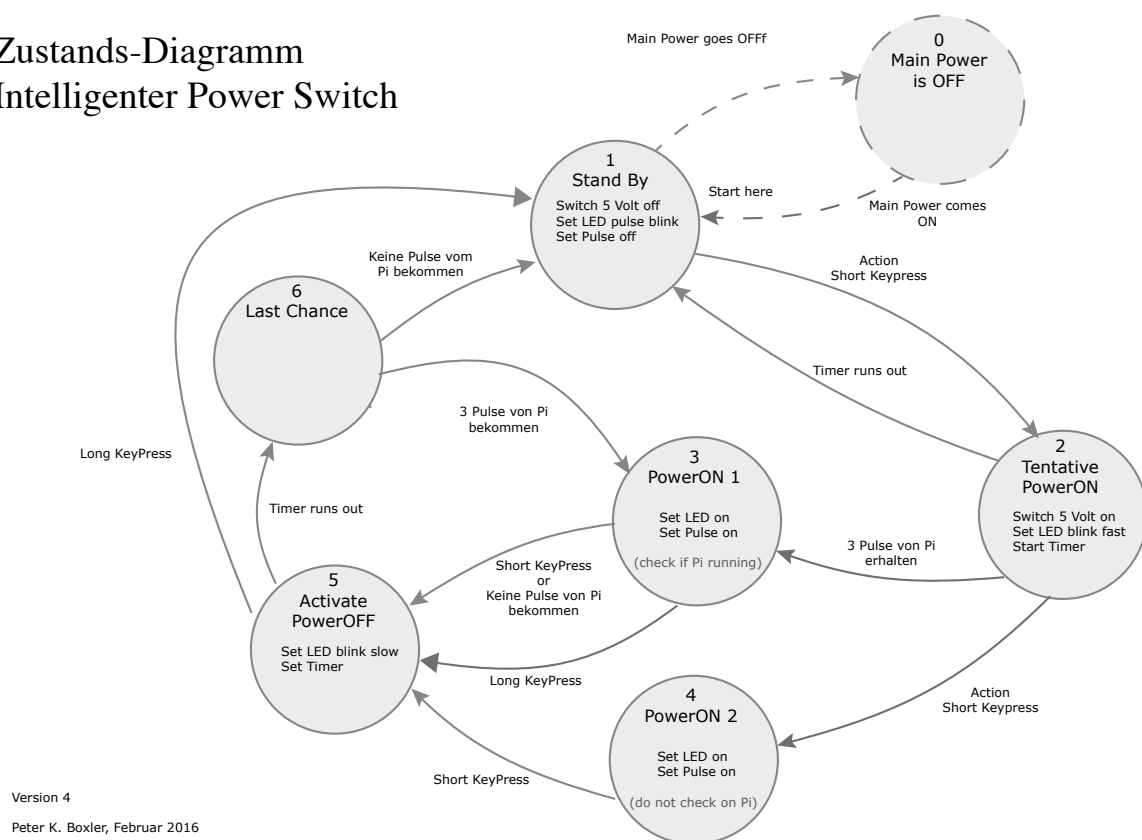 Zustands-Diagramm
Intelligenter Power Switch
Main Power goes OFFf
0
Main Power
is OFF
Start here
Main Power comes
ON
1
Stand By
Switch 5 Volt off
Set LED pulse blink
Set Pulse off
Action
Short Keypress
Keine Pulse vom
Pi bekommen
6
Last Chance
Timer runs out
3 Pulse von Pi
bekommen
Long KeyPress
2
Tentative
PowerON
Switch 5 Volt on
Set LED blink fast
Start Timer
3
PowerON 1
Set LED on
Set Pulse on
(check if Pi running)
3 Pulse von Pi
erhalten
Timer runs out
Short KeyPress
or
Keine Pulse von Pi
bekommen
5
Activate
PowerOFF
Set LED blink slow
Set Timer
Long KeyPress
Action
Short Keypress
4
PowerON 2
Set LED on
Set Pulse on
(do not check on Pi)
Short KeyPress
Version 4
Peter K. Boxler, Februar 2016